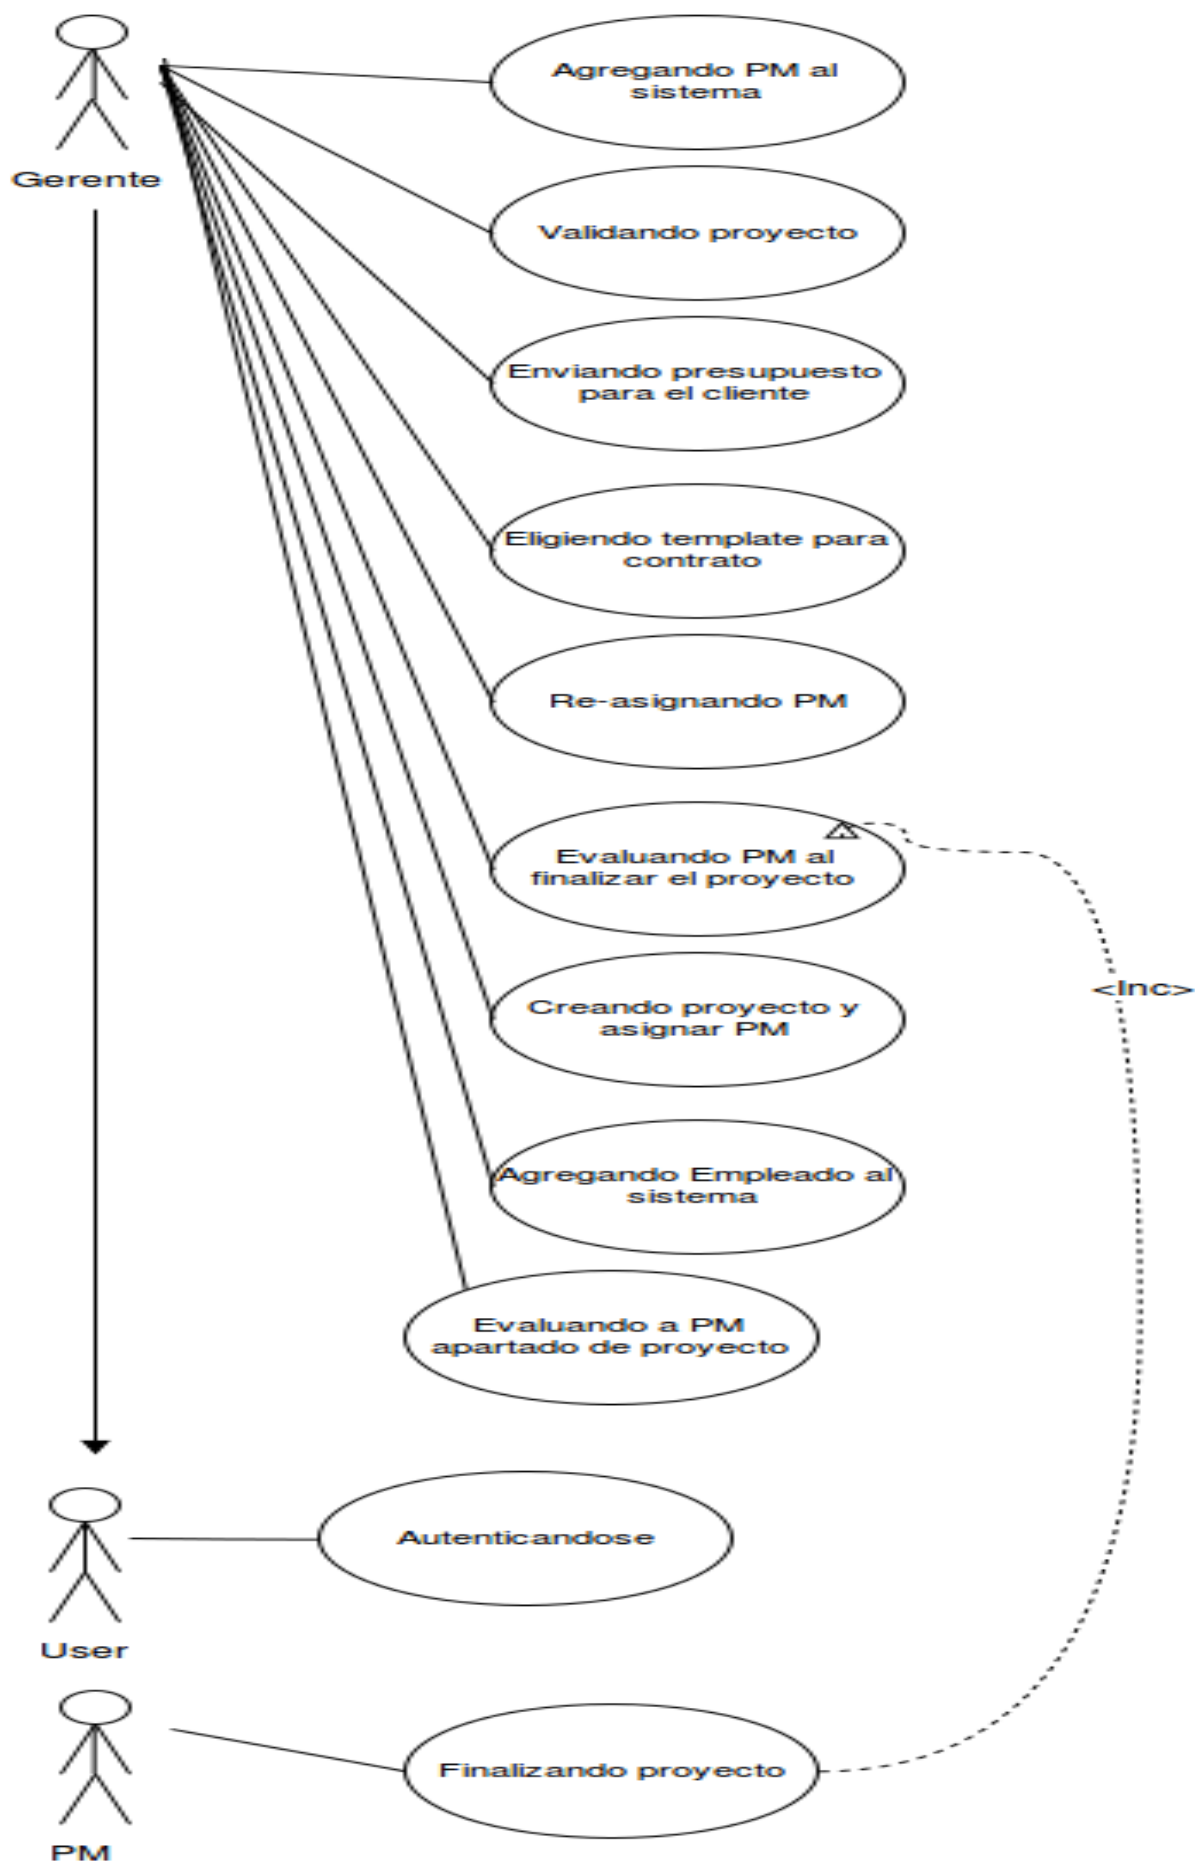 Agregando PM al
sistema
Gerente
Validando proyecto
Enviando presupuesto
para el cliente
Eligiendo template para
contrato
Re-asignando PM
Evaluando PM al
finalizar el proyecto
<Inc>
Creando proyecto y
asignar PM
Agregando Empleado al
sistema
Evaluando a PM
apartado de proyecto
Autenticandose
User
Finalizando proyecto
PM